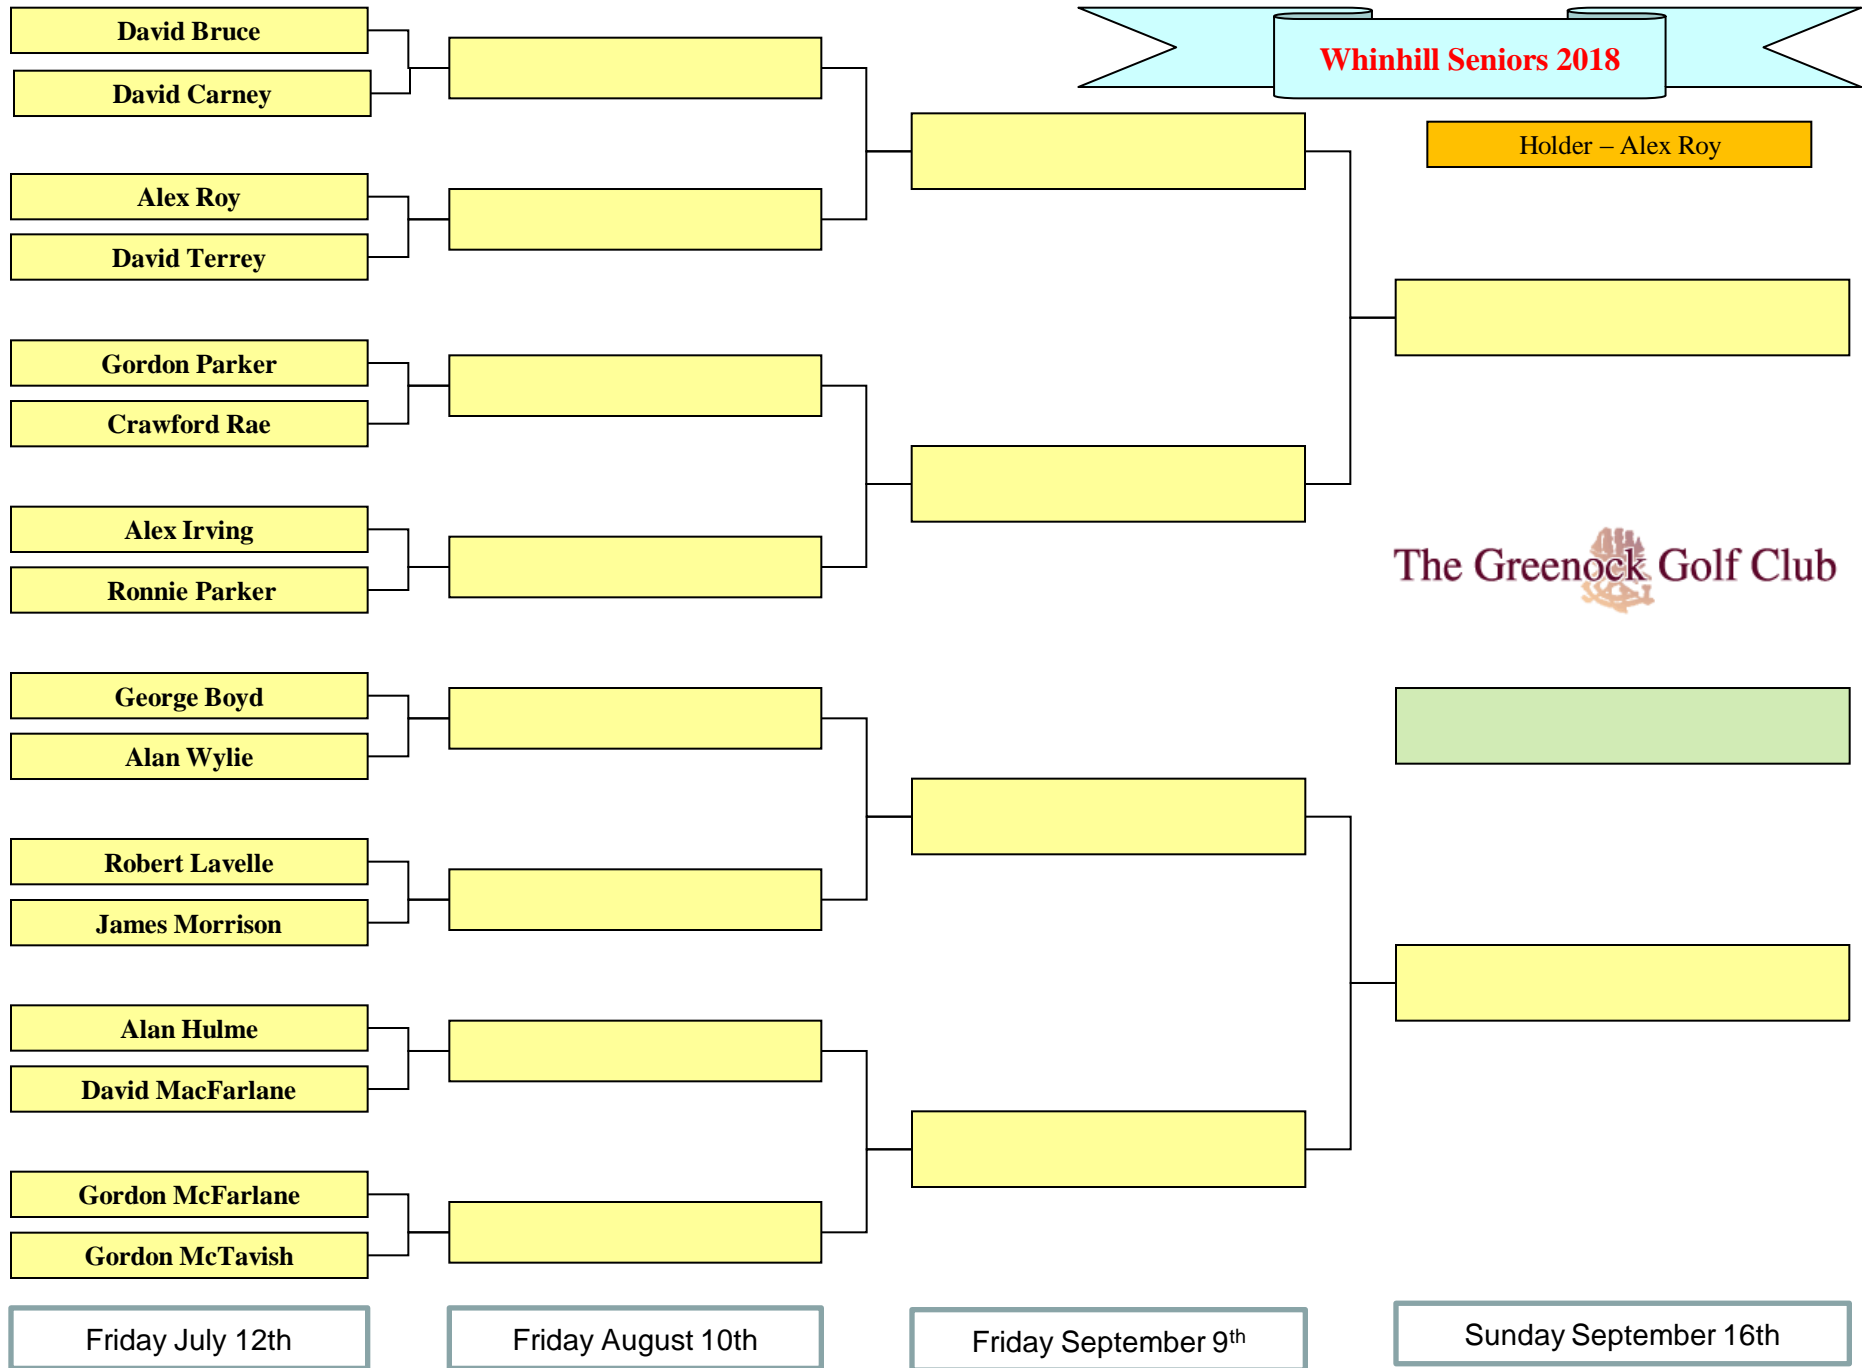 David Bruce
David Carney
Whinhill Seniors 2018
Holder – Alex Roy
Alex Roy
David Terrey
Gordon Parker
Crawford Rae
Alex Irving
Ronnie Parker
The Greenock Golf Club
George Boyd
Alan Wylie
Robert Lavelle
James Morrison
Alan Hulme
David MacFarlane
Gordon McFarlane
Gordon McTavish
Friday July 12th
Friday August 10th
Friday September 9th
Sunday September 16th